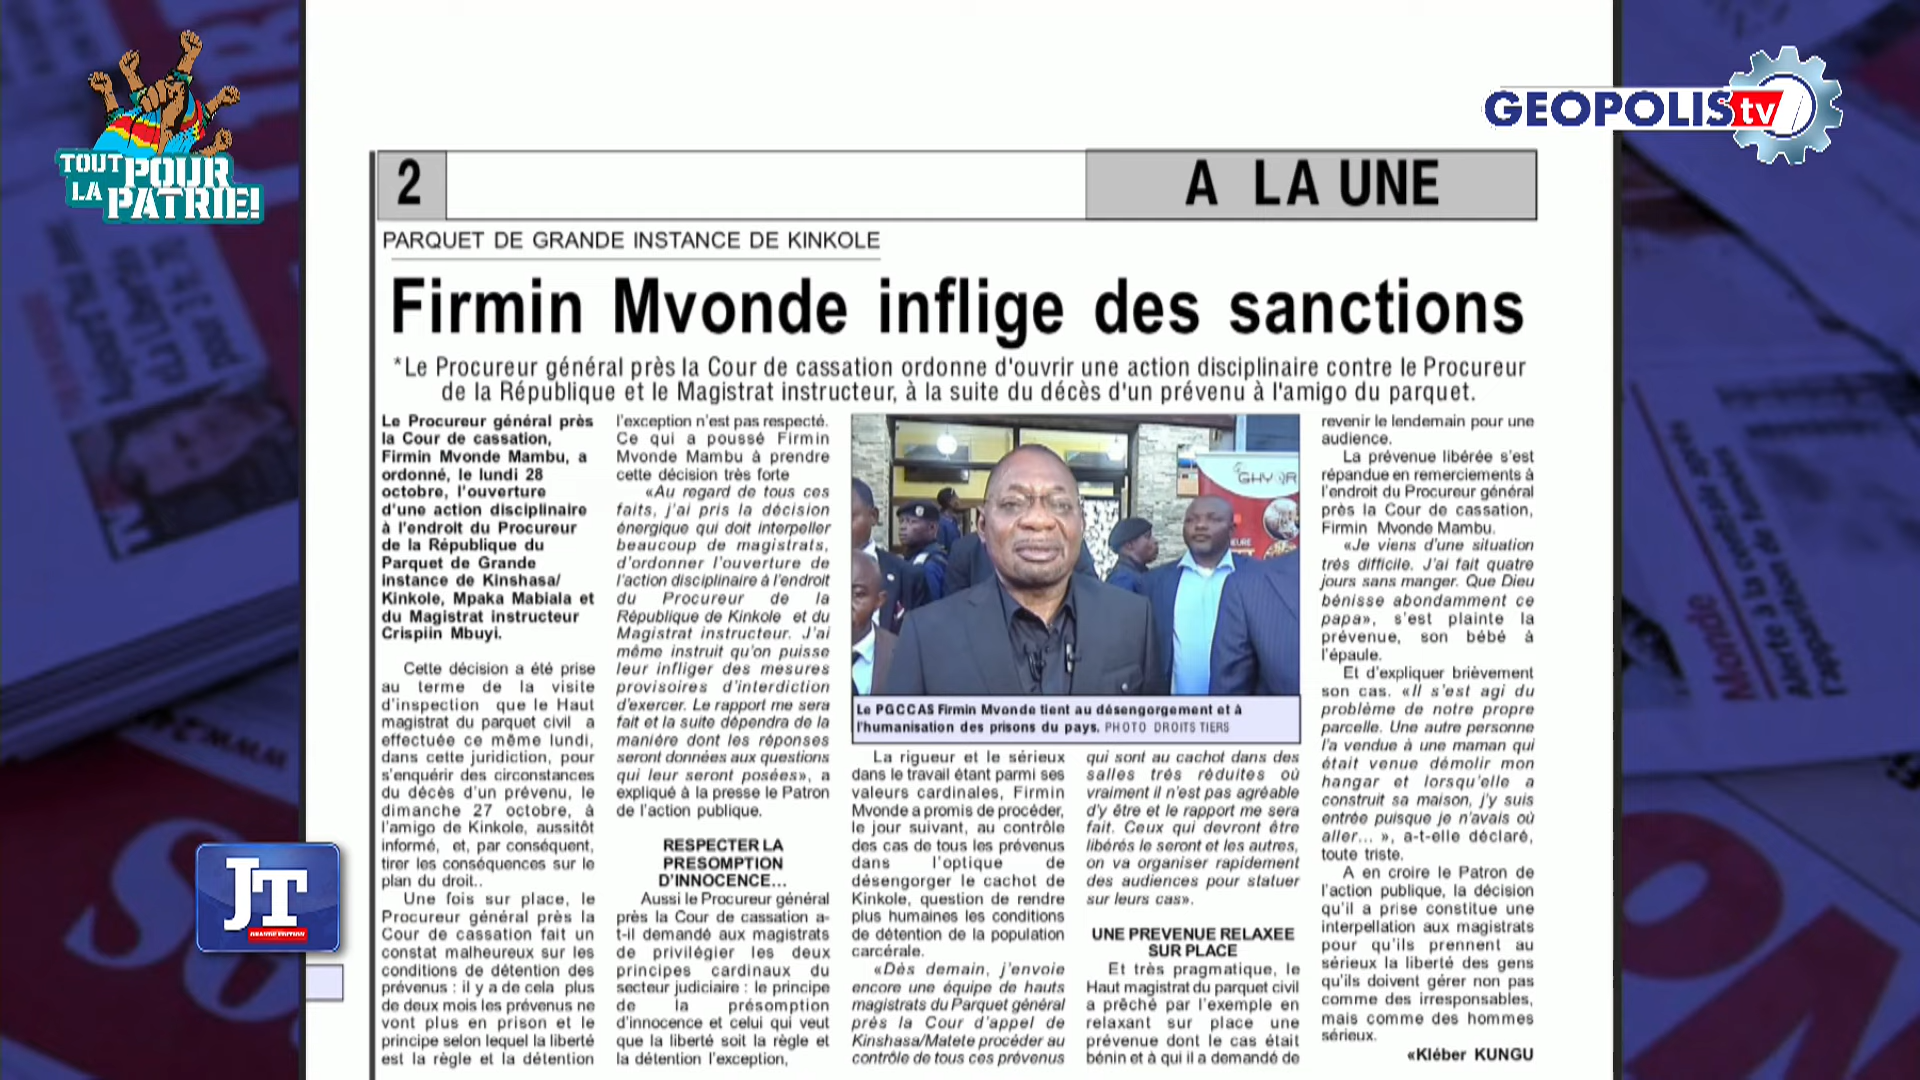 TOUT POUR
LA PATRIE!
GEOPOLIS tv
2
A LA UNE
PARQUET DE GRANDE INSTANCE DE KINKOLE
Firmin Mvonde inflige des sanctions
*Le Procureur général près la Cour de cassation ordonne d'ouvrir une action disciplinaire contre le Procureur
de la République et le Magistrat instructeur, à la suite du décès d'un prévenu à l'amigo du parquet.
Le Procureur général près
la Cour de cassation,
Firmin Mvonde Mambu, a
ordonné, le lundi 28
octobre, l'ouverture
d'une action disciplinaire
à l'endroit du Procureur
de la République du
Parquet de Grande
instance de Kinshasa/
Kinkole, Mpaka Mabiala et
du Magistrat instructeur
Crispiin Mbuyi.
Cette décision a été prise
au terme de la visite
d'inspection que le Haut
magistrat du parquet civil a
effectuée ce même lundi,
dans cette juridiction, pour
s'enquérir des circonstances
du décès d'un prévenu, le
dimanche 27 octobre, à
l'amigo de Kinkole, aussitôt
informé, et, par conséquent,
tirer les conséquences sur le
plan du droit..
Une fois sur place, le
Procureur général près la
Cour de cassation fait un
constat malheureux sur les
conditions de détention des
prévenus : il y a de cela plus
de deux mois les prévenus ne
vont plus en prison et le
principe selon lequel la liberté
est la règle et la détention
l'exception n'est pas respecté.
Ce qui a poussé Firmin
Mvonde Mambu à prendre
cette décision très forte
«Au regard de tous ces
faits, j'ai pris la décision
énergique qui doit interpeller
beaucoup de magistrats,
d'ordonner l'ouverture de
l'action disciplinaire à l'endroit
du Procureur de la
République de Kinkole et du
Magistrat instructeur. J'ai
même instruit qu'on puisse
leur infliger des mesures
provisoires d'interdiction
d'exercer. Le rapport me sera
fait et la suite dépendra de la
manière dont les réponses
seront données aux questions
qui leur seront posées», a
expliqué à la presse le Patron
de l'action publique.
RESPECTER LA
PRESOMPTION
D'INNOCENCE...
Aussi le Procureur général
près la Cour de cassation a-
t-il demandé aux magistrats
de privilégier les deux
principes cardinaux du
secteur judiciaire : le principe
de la présomption
d'innocence et celui qui veut
que la liberté soit la règle et
la détention l'exception,
GHYOR
Le PGCCAS Firmin Mvonde tient au désengorgement et à
l'humanisation des prisons du pays. PHOTO DROITS TIERS
La rigueur et le sérieux
dans le travail étant parmi ses
valeurs cardinales, Firmin
Mvonde a promis de procéder,
le jour suivant, au contrôle
des cas de tous les prévenus
dans l'optique de
désengorger le cachot de
Kinkole, question de rendre
plus humaines les conditions
de détention de la population
carcérale.
«Dès demain, j'envoie
encore une équipe de hauts
magistrats du Parquet général
près la Cour d'appel de
Kinshasa/Matete procéder au
contrôle de tous ces prévenus
qui sont au cachot dans des
salles très réduites où
vraiment il n'est pas agréable
d'y être et le rapport me sera
fait. Ceux qui devront être
libérés le seront et les autres,
on va organiser rapidement
des audiences pour statuer
sur leurs cas».
UNE PREVENUE RELAXEE
SUR PLACE
Et très pragmatique, le
Haut magistrat du parquet civil
a prêché par l'exemple en
relaxant sur place une
prévenue dont le cas était
bénin et à qui il a demandé de
revenir le lendemain pour une
audience.
La prévenue libérée s'est
répandue en remerciements à
l'endroit du Procureur général
près la Cour de cassation,
Firmin Mvonde Mambu.
«Je viens d'une situation
très difficile. J'ai fait quatre
jours sans manger. Que Dieu
bénisse abondamment ce
papa», s'est plainte la
prévenue, son bébé à
l'épaule.
Et d'expliquer brièvement
son cas. «Il s'est agi du
problème de notre propre
parcelle. Une autre personne
l'a vendue à une maman qui
était venue démolir mon
hangar et lorsqu'elle a
construit sa maison, j'y suis
entrée puisque je n'avais où
aller... », a-t-elle déclaré,
toute triste.
A en croire le Patron de
l'action publique, la décision
qu'il a prise constitue une
interpellation aux magistrats
pour qu'ils prennent au
sérieux la liberté des gens
qu'ils doivent gérer non pas
comme des irresponsables,
mais comme des hommes
sérieux.
«Kléber KUNGU
JT
GRANDE EDITION